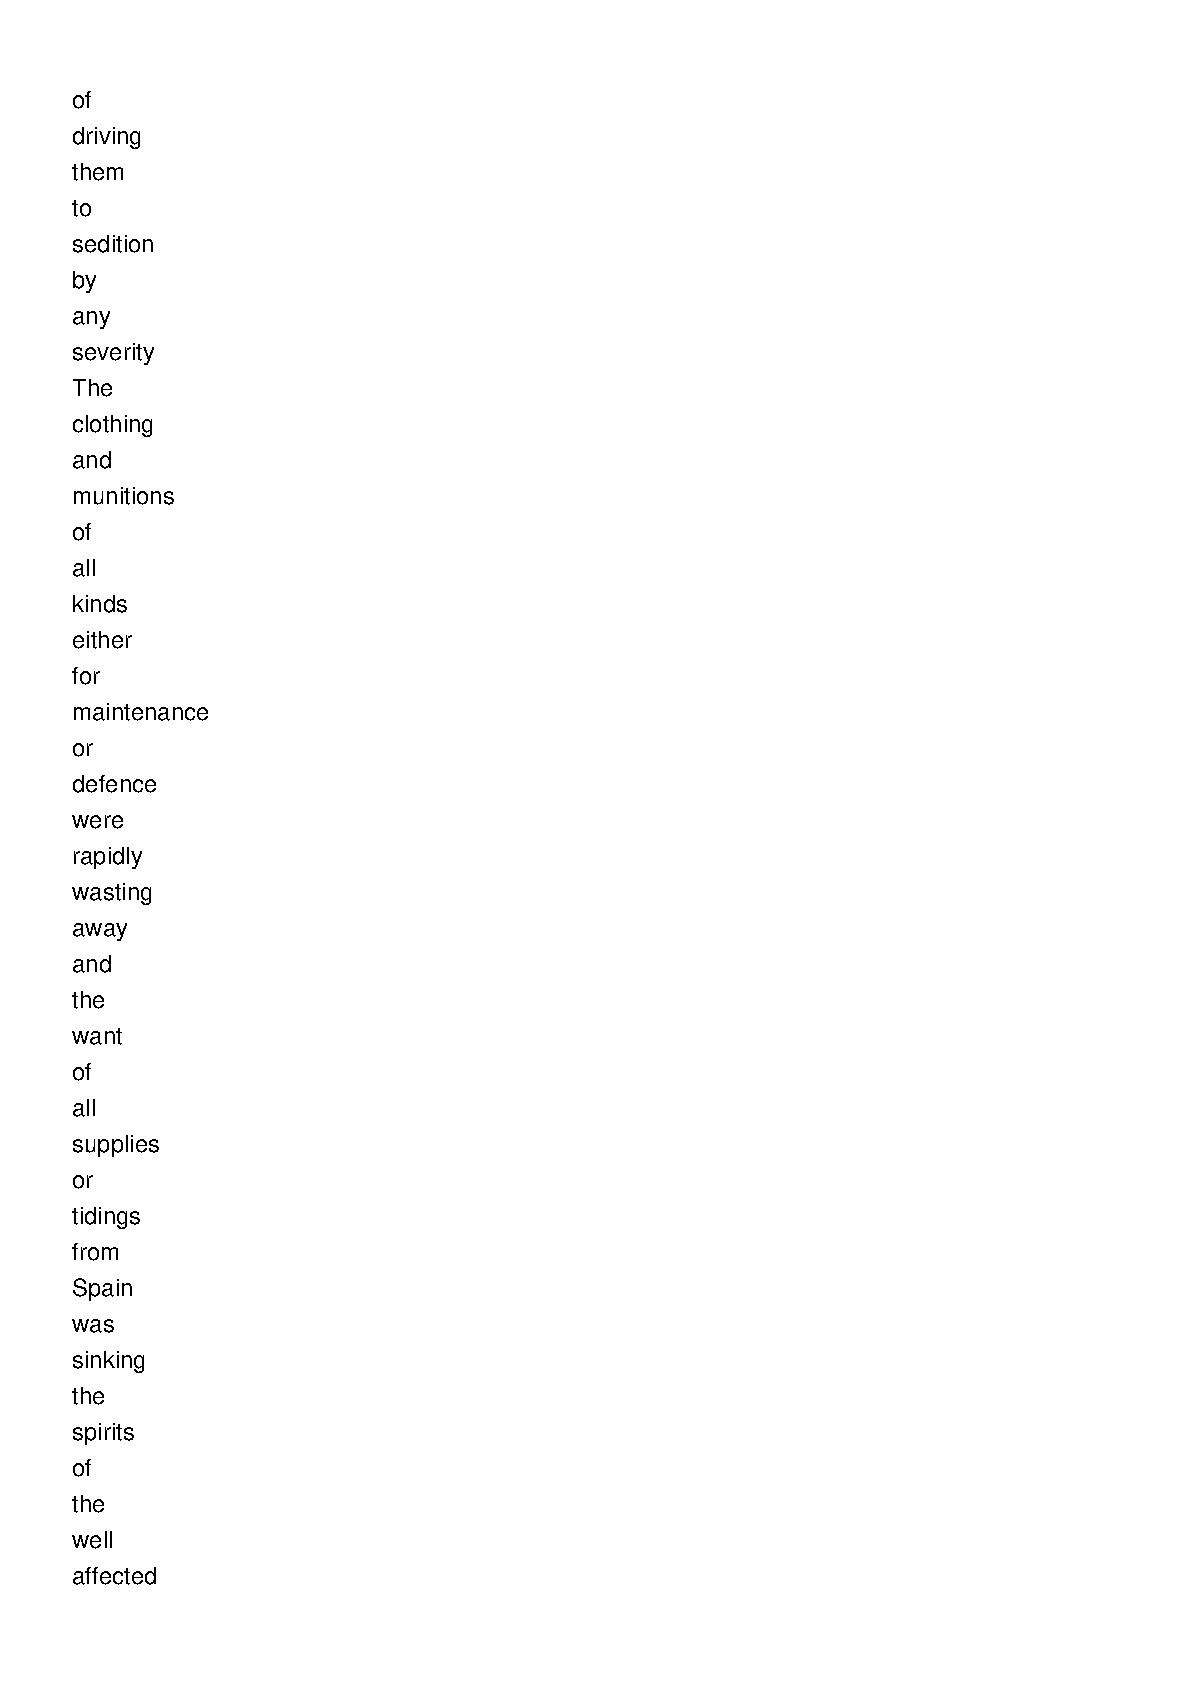 of
driving
them
to
sedition
by
any
severity
The
clothing
and
munitions
of
all
kinds
either
for
maintenance
or
defence
were
rapidly
wasting
away
and
the
want
of
all
supplies
or
tidings
from
Spain
was
sinking
the
spirits
of
the
well
affected